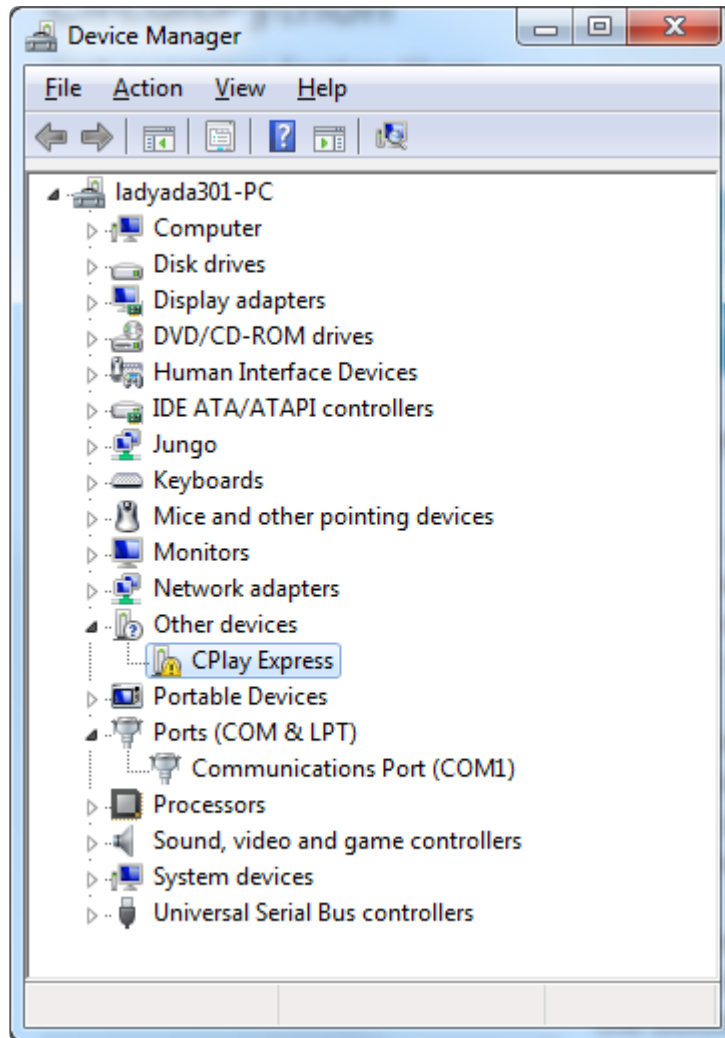 Device Manager
File Action View Help
ladyada301-PC
Computer
Disk drives
Display adapters
DVD/CD-ROM drives
Human Interface Devices
IDE ATA/ATAPI controllers
Jungo
Keyboards
Mice and other pointing devices
Monitors
Network adapters
Other devices
CPlay Express
Portable Devices
Ports (COM & LPT)
Communications Port (COM1)
Processors
Sound, video and game controllers
System devices
Universal Serial Bus controllers